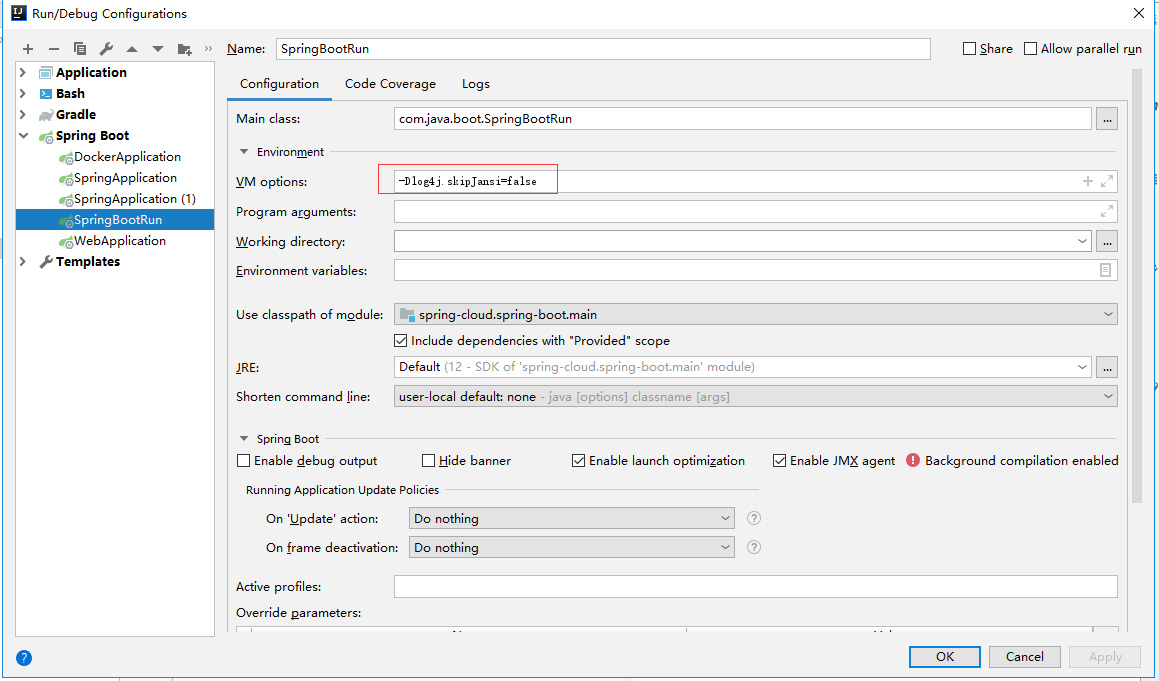 Run/Debug Configurations
Name: SpringBootRun
Share
Allow parallel run
Application
Bash
Gradle
Spring Boot
DockerApplication
SpringApplication
SpringApplication (1)
SpringBootRun
WebApplication
Templates
Configuration
Code Coverage
Logs
Main class: com.java.boot.SpringBootRun ...
Environment
VM options: -Dlog4j.skipJansi=false
Program arguments:
Working directory: ...
Environment variables:
Use classpath of module: spring-cloud.spring-boot.main
Include dependencies with "Provided" scope
JRE: Default (12 - SDK of 'spring-cloud.spring-boot.main' module) ...
Shorten command line: user-local default: none - java [options] classname [args]
Spring Boot
Enable debug output
Hide banner
Enable launch optimization
Enable JMX agent
Background compilation enabled
Running Application Update Policies
On 'Update' action: Do nothing ?
On frame deactivation: Do nothing ?
Active profiles:
Override parameters:
?
OK
Cancel
Apply